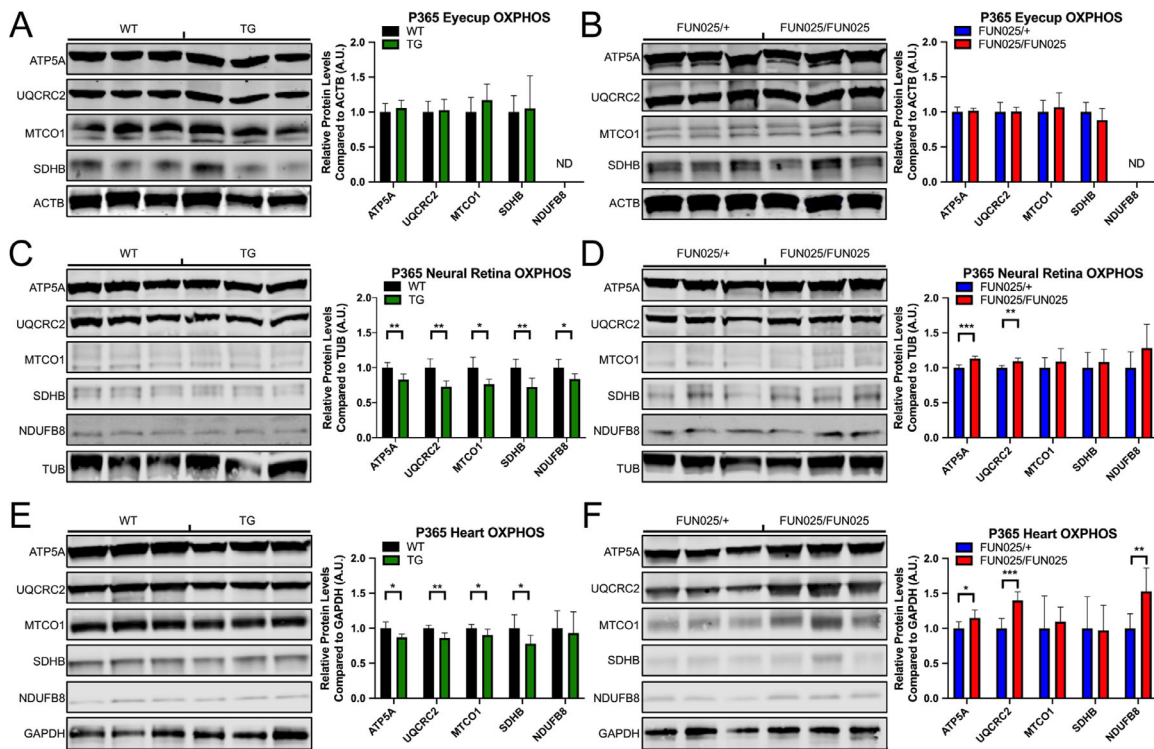 A
WT TG
ATP5A
UQCRC2
MTCO1
SDHB
ACTB
P365 Eyecup OXPHOS
WT
TG
Relative Protein Levels
Compared to ACTB (A.U.)
2.0
1.5
1.0
0.5
0.0
ND
ATP5A UQCRC2 MTCO1 SDHB NDUFB8
B
FUN025/+ FUN025/FUN025
ATP5A
UQCRC2
MTCO1
SDHB
ACTB
P365 Eyecup OXPHOS
FUN025/+
FUN025/FUN025
Relative Protein Levels
Compared to ACTB (A.U.)
2.0
1.5
1.0
0.5
0.0
ND
ATP5A UQCRC2 MTCO1 SDHB NDUFB8
C
WT TG
ATP5A
UQCRC2
MTCO1
SDHB
NDUFB8
TUB
P365 Neural Retina OXPHOS
WT
TG
Relative Protein Levels
Compared to TUB (A.U.)
2.0
1.5
1.0
0.5
0.0
** ** * ** *
ATP5A UQCRC2 MTCO1 SDHB NDUFB8
D
FUN025/+ FUN025/FUN025
ATP5A
UQCRC2
MTCO1
SDHB
NDUFB8
TUB
P365 Neural Retina OXPHOS
FUN025/+
FUN025/FUN025
Relative Protein Levels
Compared to TUB (A.U.)
2.0
1.5
1.0
0.5
0.0
*** **
ATP5A UQCRC2 MTCO1 SDHB NDUFB8
E
WT TG
ATP5A
UQCRC2
MTCO1
SDHB
NDUFB8
GAPDH
P365 Heart OXPHOS
WT
TG
Relative Protein Levels
Compared to GAPDH (A.U.)
2.0
1.5
1.0
0.5
0.0
* ** * *
ATP5A UQCRC2 MTCO1 SDHB NDUFB8
F
FUN025/+ FUN025/FUN025
ATP5A
UQCRC2
MTCO1
SDHB
NDUFB8
GAPDH
P365 Heart OXPHOS
FUN025/+
FUN025/FUN025
Relative Protein Levels
Compared to GAPDH (A.U.)
2.0
1.5
1.0
0.5
0.0
* *** **
ATP5A UQCRC2 MTCO1 SDHB NDUFB8